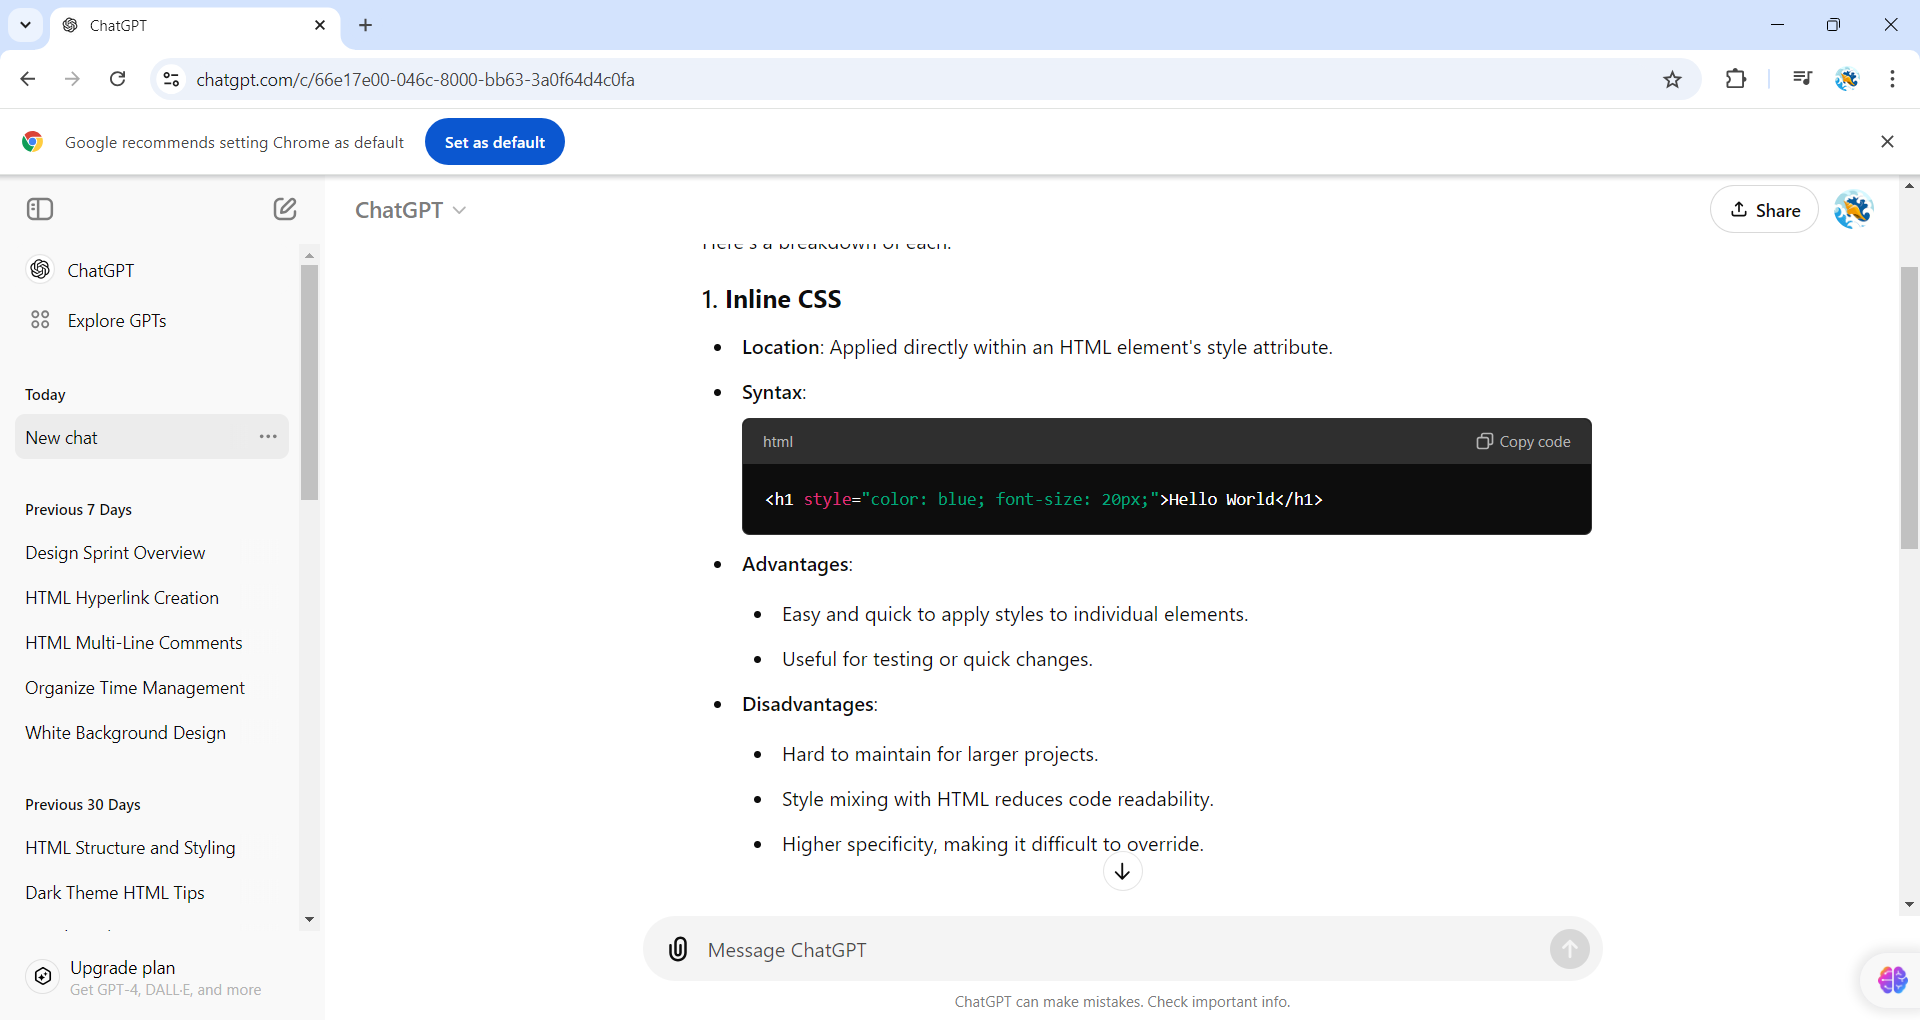 ChatGPT
chatgpt.com/c/66e17e00-046c-8000-bb63-3a0f64d4c0fa
Google recommends setting Chrome as default
Set as default
ChatGPT
Explore GPTs
Today
New chat
Previous 7 Days
Design Sprint Overview
HTML Hyperlink Creation
HTML Multi-Line Comments
Organize Time Management
White Background Design
Previous 30 Days
HTML Structure and Styling
Dark Theme HTML Tips
Upgrade plan
Get GPT-4, DALL·E, and more
ChatGPT
Share
Here's a breakdown of each:
1. Inline CSS
• Location: Applied directly within an HTML element's style attribute.
• Syntax:
html
Copy code
<h1 style="color: blue; font-size: 20px;">Hello World</h1>
• Advantages:
• Easy and quick to apply styles to individual elements.
• Useful for testing or quick changes.
• Disadvantages:
• Hard to maintain for larger projects.
• Style mixing with HTML reduces code readability.
• Higher specificity, making it difficult to override.
Message ChatGPT
ChatGPT can make mistakes. Check important info.